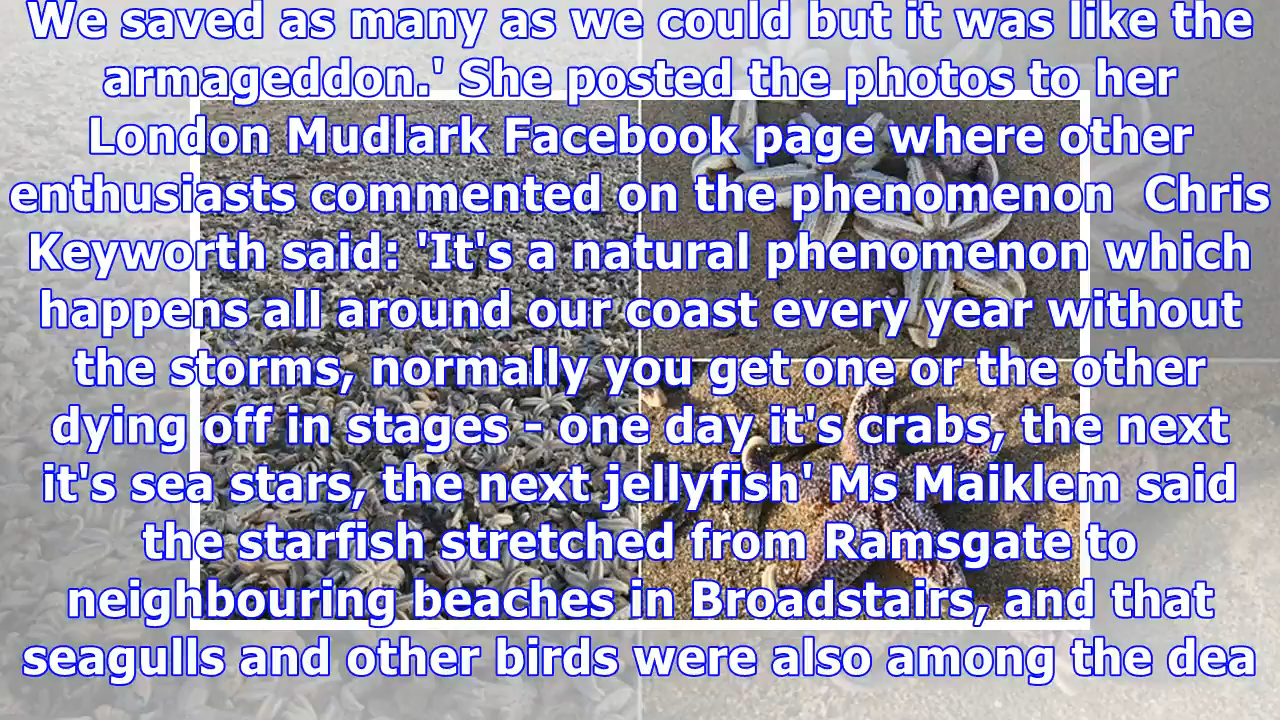 We saved as many as we could but it was like the
armageddon.' She posted the photos to her
London Mudlark Facebook page where other
enthusiasts commented on the phenomenon  Chris
Keyworth said: 'It's a natural phenomenon which
happens all around our coast every year without
the storms, normally you get one or the other
dying off in stages - one day it's crabs, the next
it's sea stars, the next jellyfish' Ms Maiklem said
the starfish stretched from Ramsgate to
neighbouring beaches in Broadstairs, and that
seagulls and other birds were also among the dea